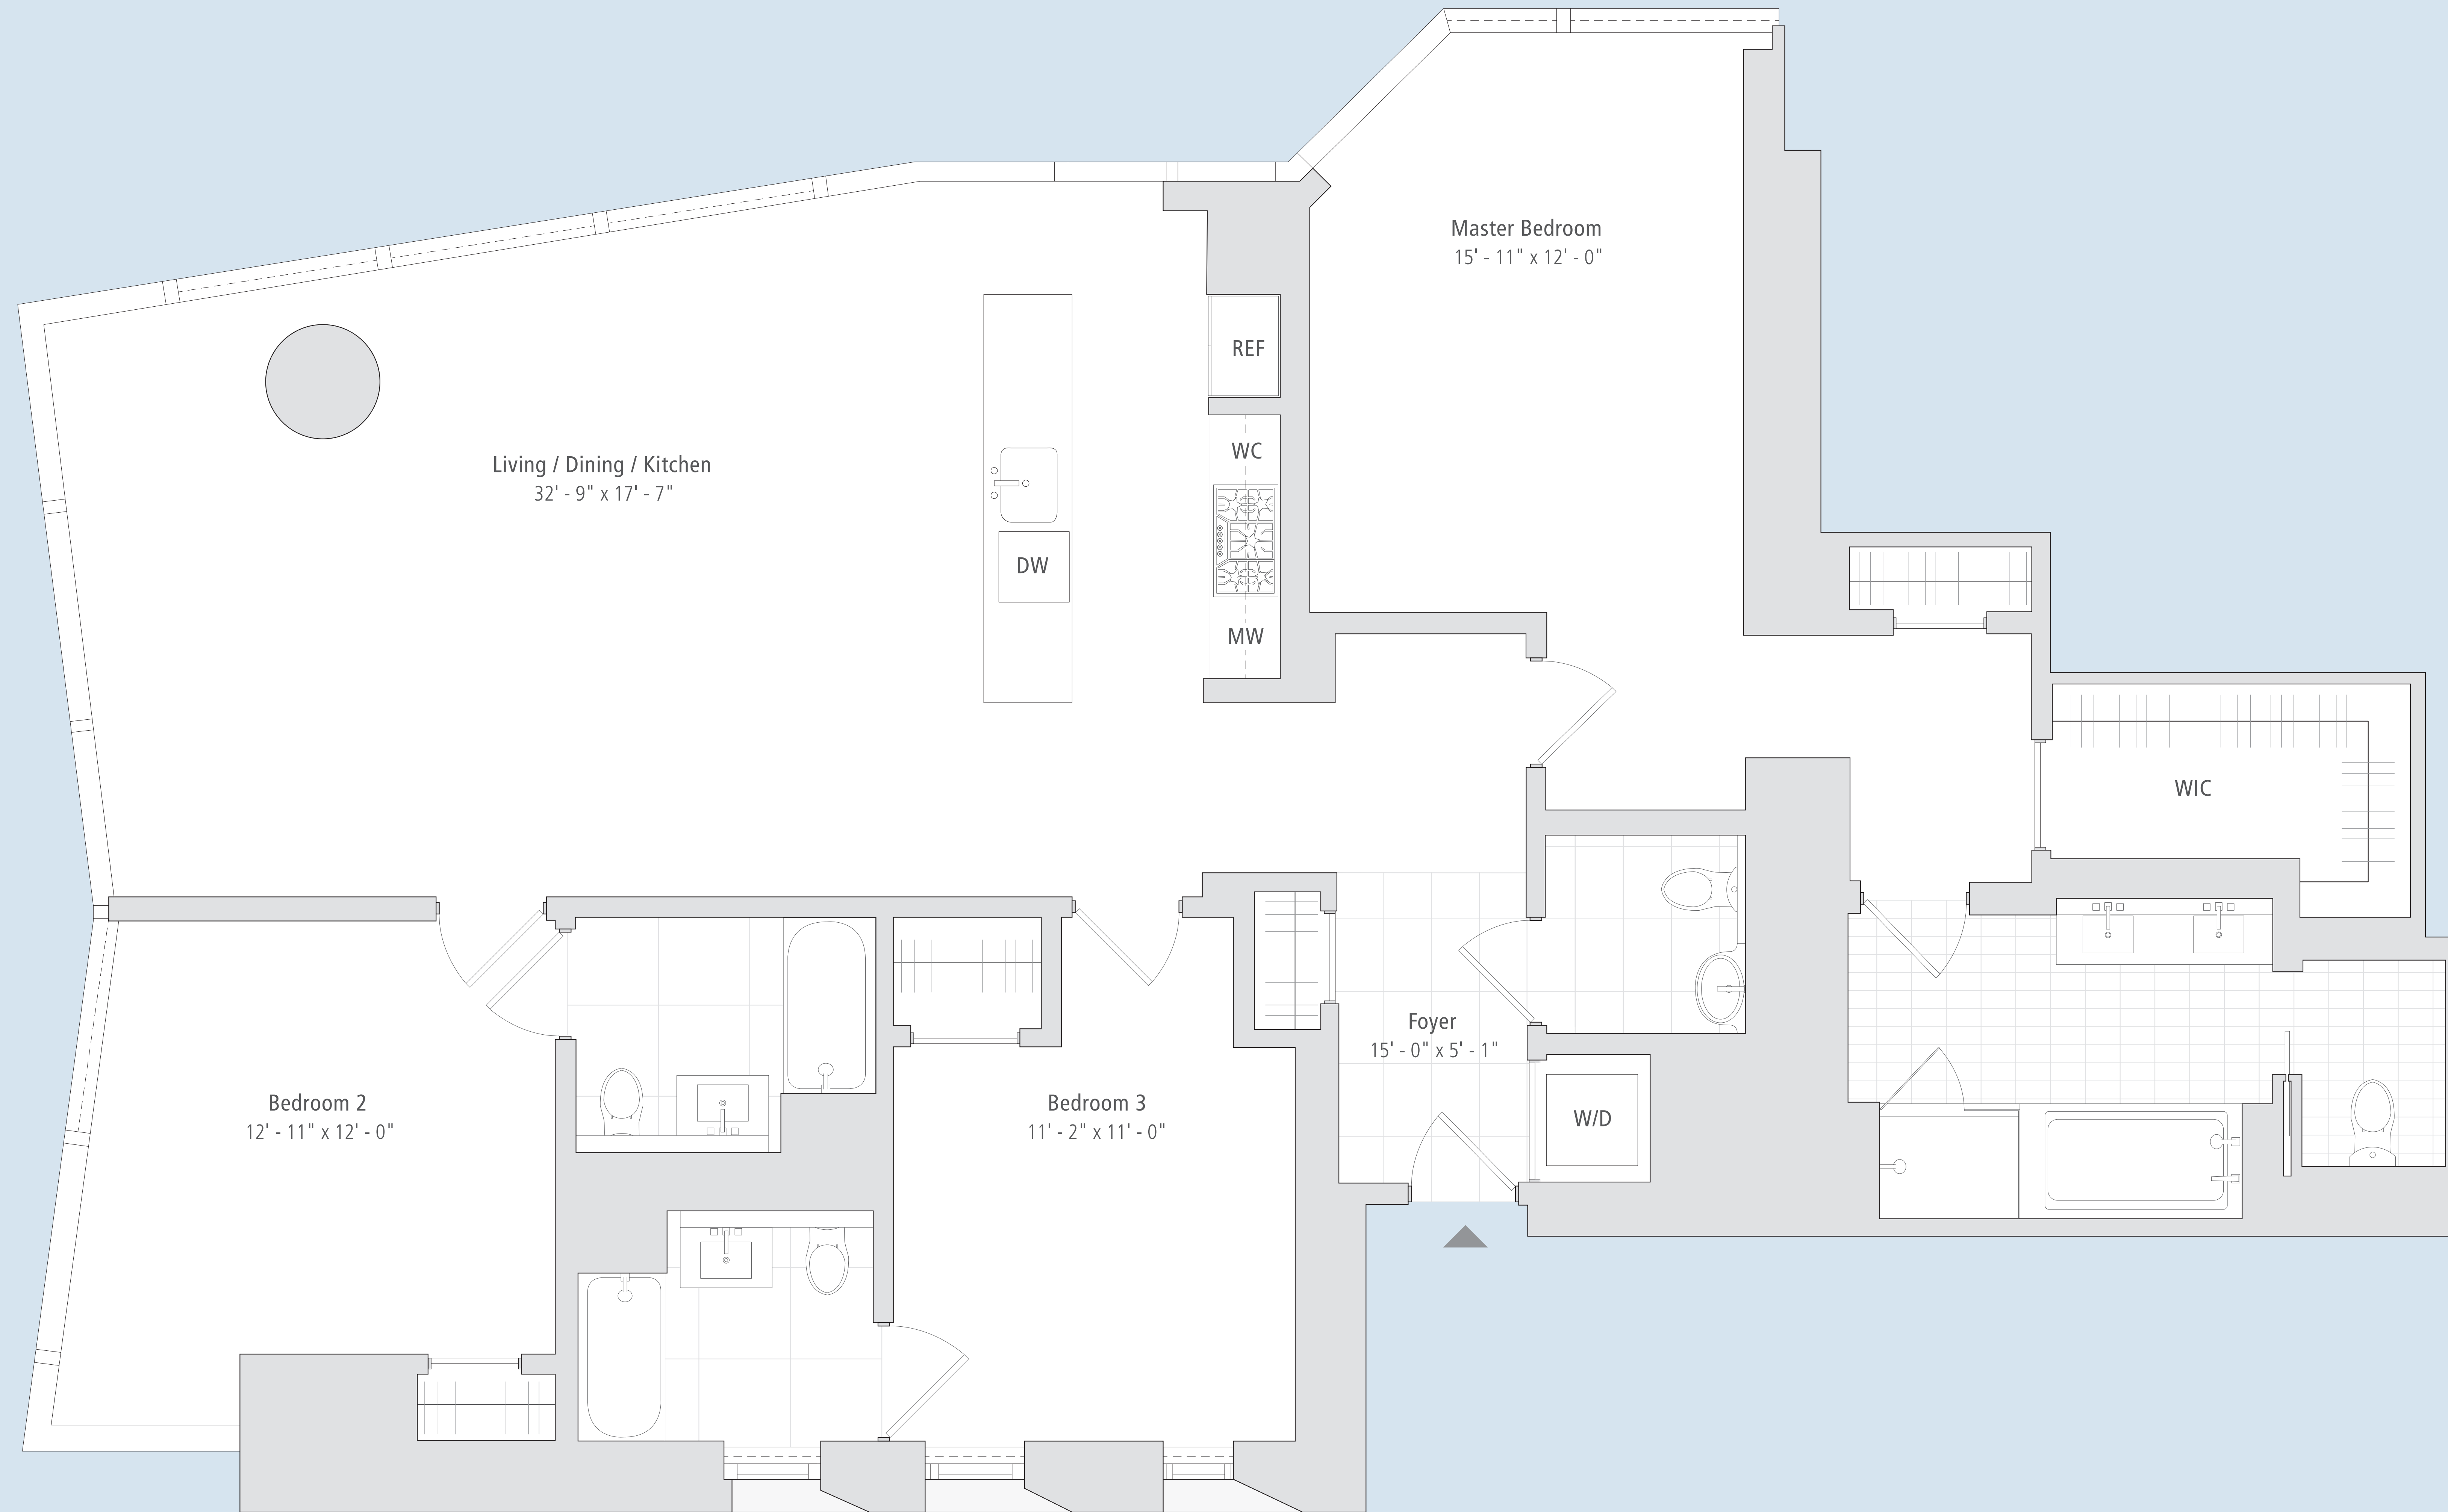 Master Bedroom
15' - 11" x 12' - 0"
REF
WC
MW
Living / Dining / Kitchen
32' - 9" x 17' - 7"
DW
WIC
Foyer
15' - 0" x 5' - 1"
W/D
Bedroom 2
12' - 11" x 12' - 0"
Bedroom 3
11' - 2" x 11' - 0"